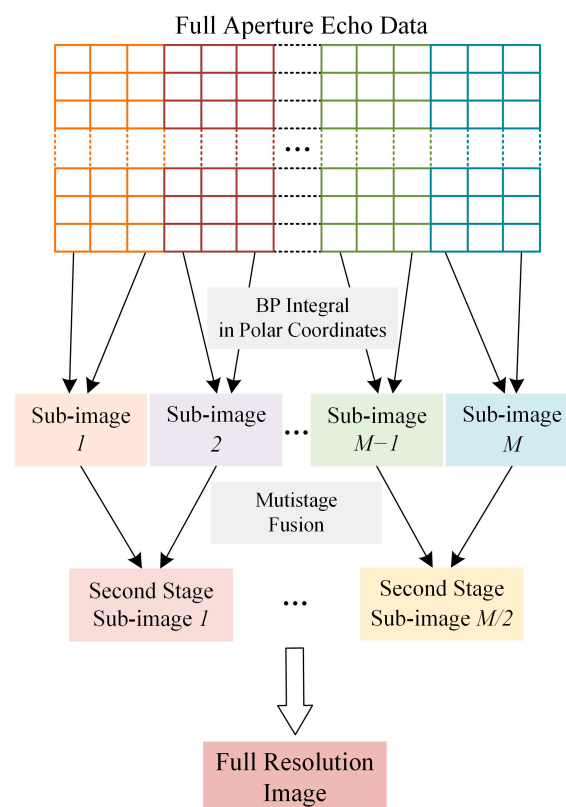 Full Aperture Echo Data
...
BP Integral
in Polar Coordinates
Sub-image
1
Sub-image
2
...
Sub-image
M−1
Sub-image
M
Mutistage
Fusion
Second Stage
Sub-image 1
...
Second Stage
Sub-image M/2
Full Resolution
Image